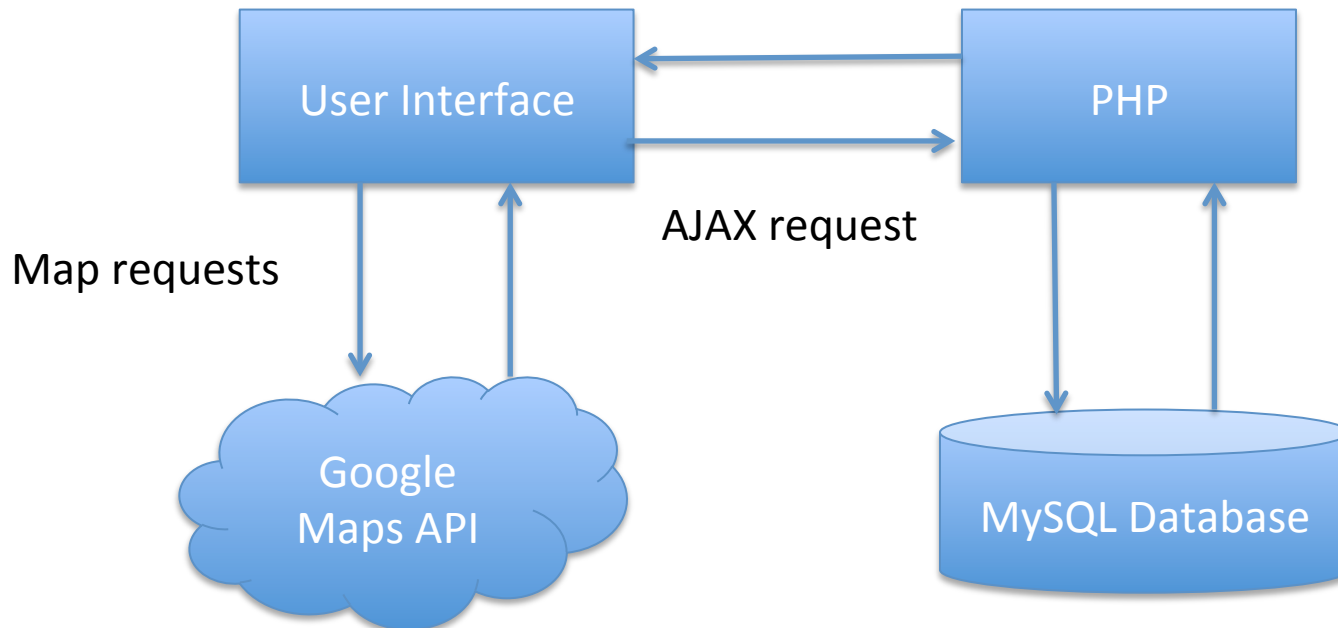 User Interface
PHP
AJAX request
Map requests
Google
Maps API
MySQL Database